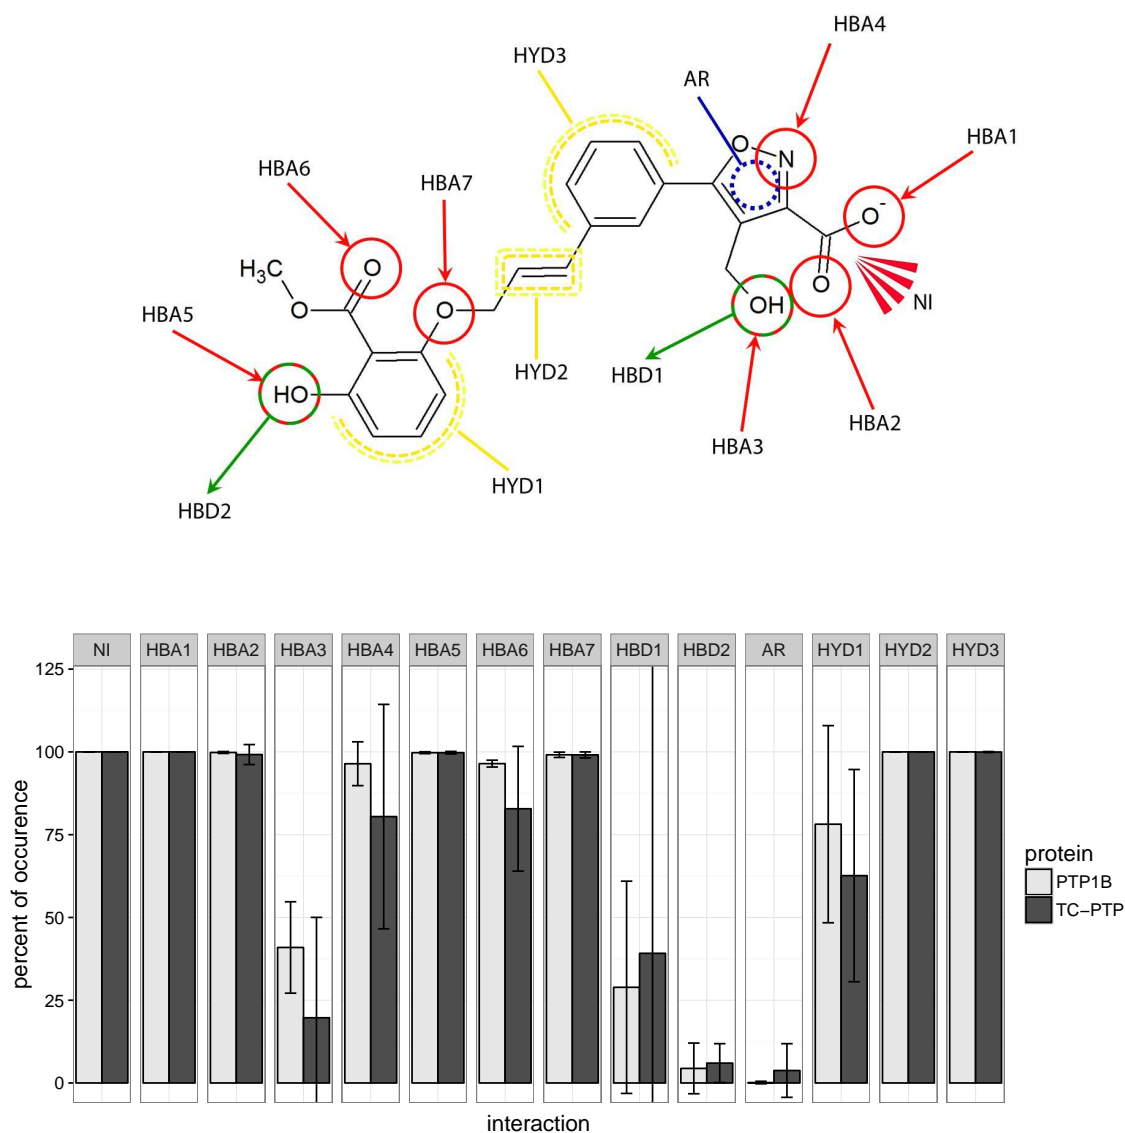 HBA4
HYD3
AR
HBA1
HBA6
HBA7
O
N
O-
H3C
O
O
O
HBA5
O
OH
NI
HYD2
HBD1
HO
HBA2
HBA3
HYD1
HBD2
NI HBA1 HBA2 HBA3 HBA4 HBA5 HBA6 HBA7 HBD1 HBD2 AR HYD1 HYD2 HYD3
125
100
75
50
25
0
percent of occurence
interaction
protein
PTP1B
TC−PTP